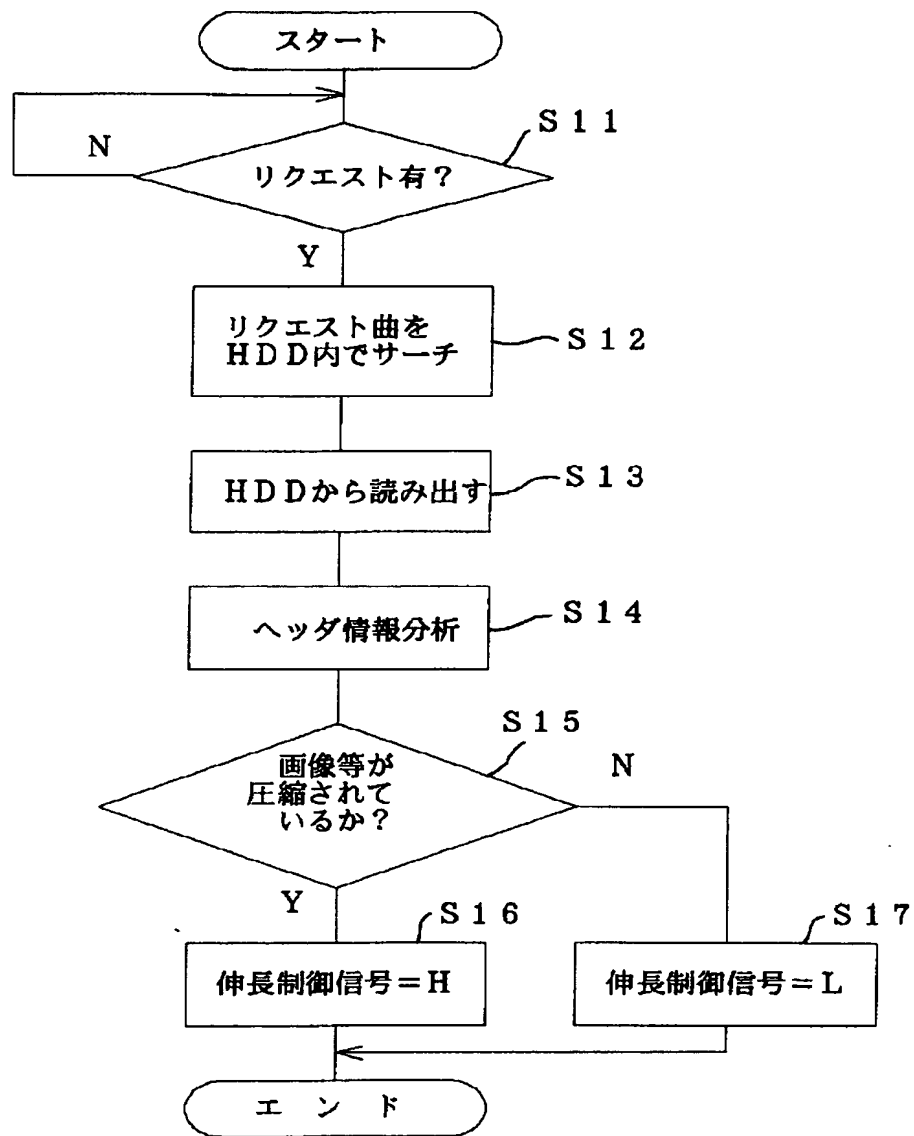 スタート
S11
N
リクエスト有?
Y
リクエスト曲を
HDD内でサーチ
S12
HDDから読み出す
S13
ヘッダ情報分析
S14
S15
画像等が
圧縮されて
いるか?
N
Y
S16
S17
伸長制御信号=H
伸長制御信号=L
エンド